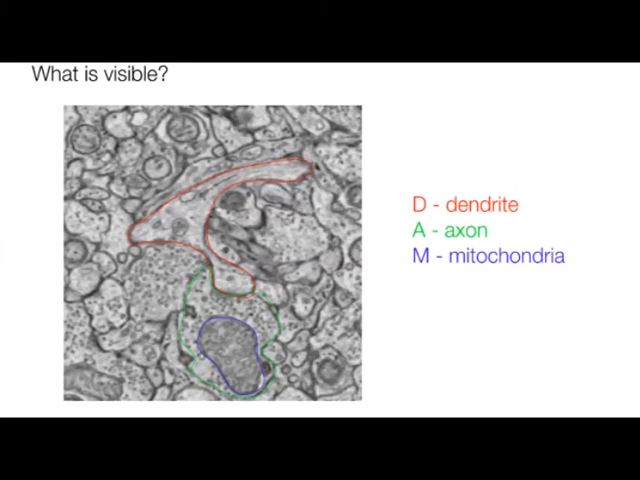 What is visible?
D - dendrite
A - axon
M - mitochondria